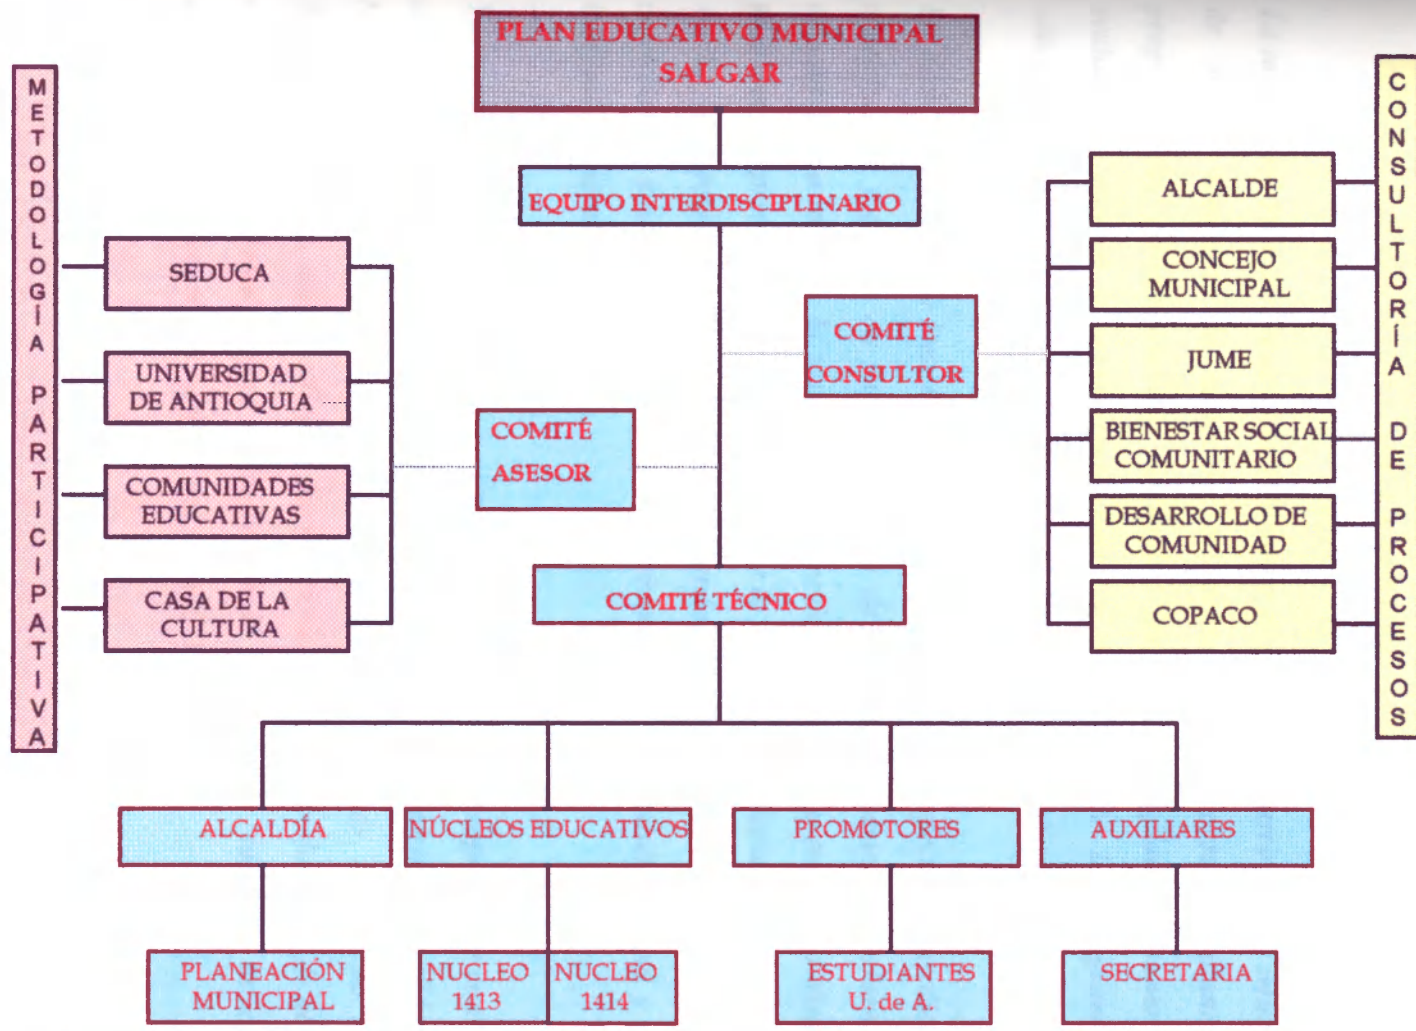 PLAN EDUCATIVO MUNICIPAL
SALGAR
EQUIPO INTERDISCIPLINARIO
METODOLOGÍA PARTICIPATIVA
SEDUCA
UNIVERSIDAD
DE ANTIOQUIA
COMUNIDADES
EDUCATIVAS
CASA DE LA
CULTURA
COMITÉ
ASESOR
COMITÉ
CONSULTOR
ALCALDE
CONCEJO
MUNICIPAL
JUME
BIENESTAR SOCIAL
COMUNITARIO
DESARROLLO DE
COMUNIDAD
COPACO
CONSULTORÍA DE PROCESOS
COMITÉ TÉCNICO
ALCALDÍA
NÚCLEOS EDUCATIVOS
PROMOTORES
AUXILIARES
PLANEACIÓN
MUNICIPAL
NUCLEO
1413
NUCLEO
1414
ESTUDIANTES
U. de A.
SECRETARIA